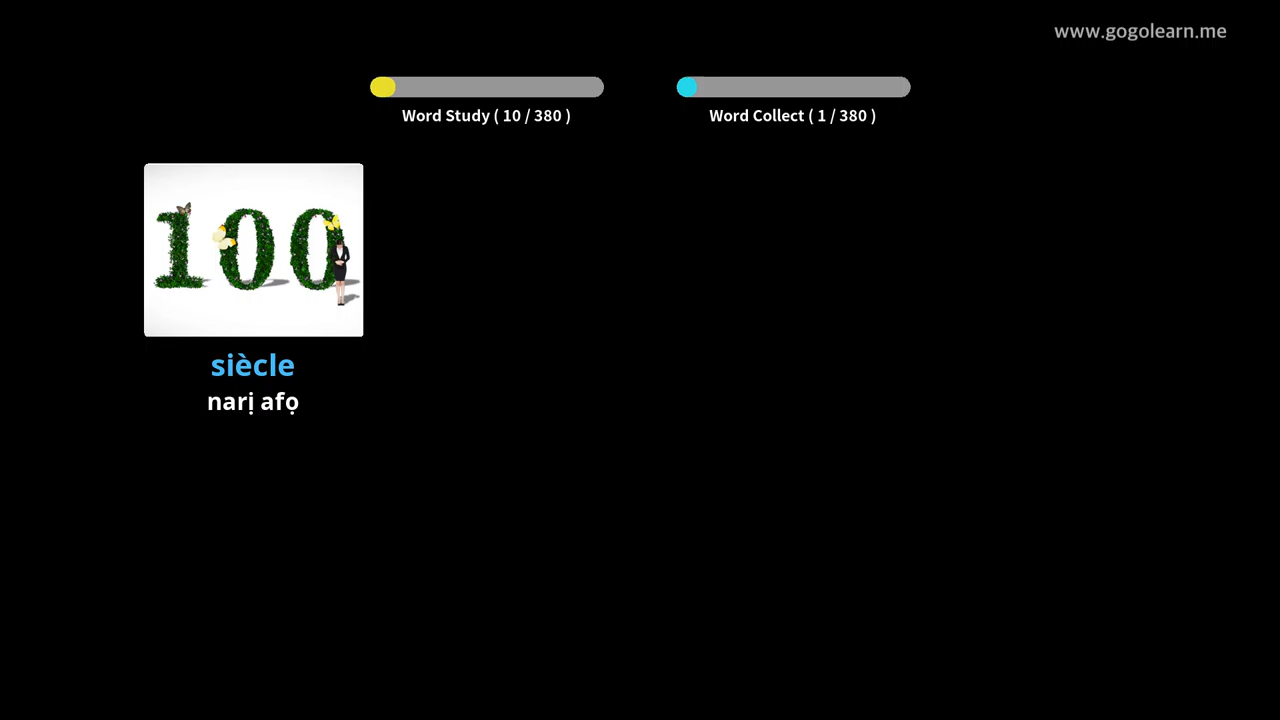 www.gogolearn.me
Word Study ( 10 / 380 )
Word Collect ( 1 / 380 )
100
siècle
narị afọ